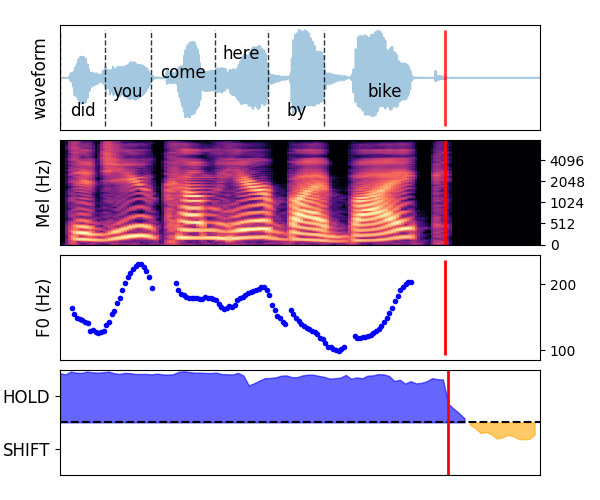 waveform
did you come here by bike
Mel (Hz)
4096
2048
1024
512
0
F0 (Hz)
200
100
HOLD
SHIFT